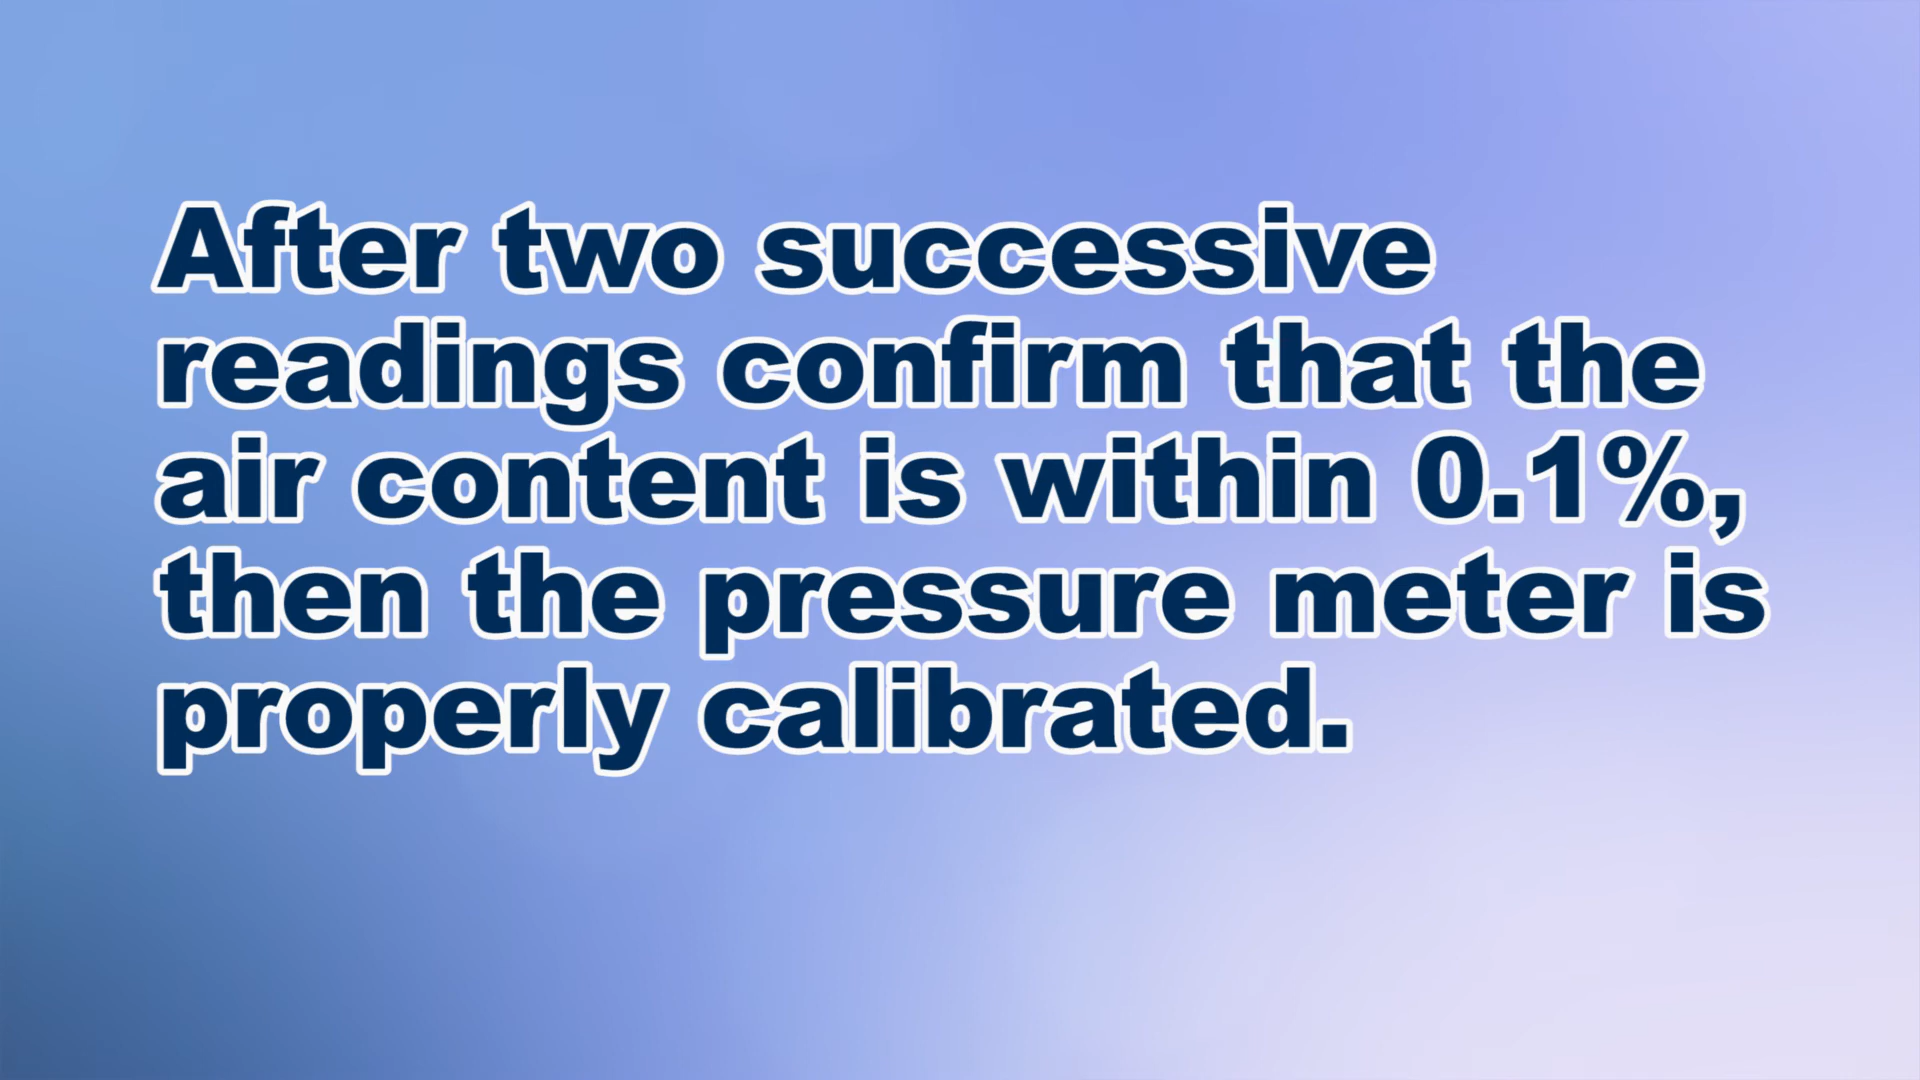 After two successive
readings confirm that the
air content is within 0.1%,
then the pressure meter is
properly calibrated.